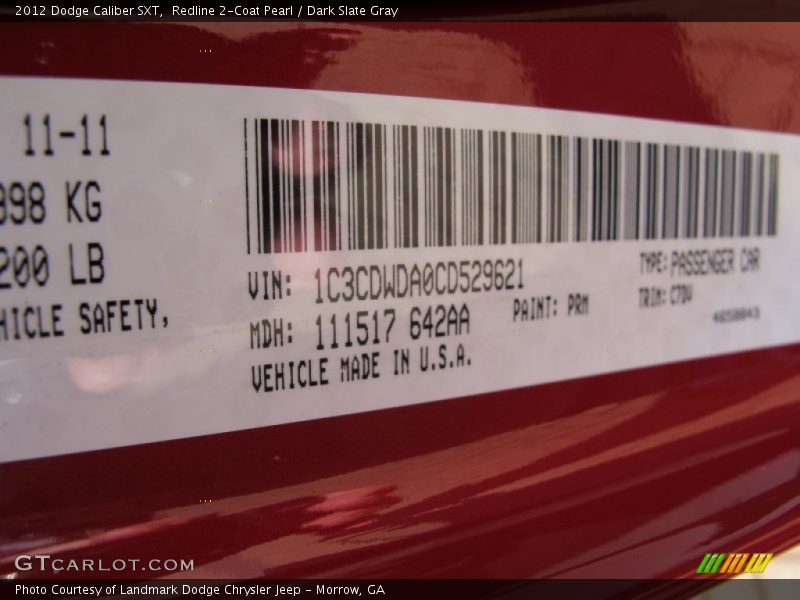 2012 Dodge Caliber SXT,  Redline 2-Coat Pearl / Dark Slate Gray
11-11
898 KG
200 LB
HICLE SAFETY,
VIN: 1C3CDWDA0CD529621
MDH: 111517 642AA
VEHICLE MADE IN U.S.A.
PAINT: PRM
TYPE: PASSENGER CAR
TRIM: C7DV
4650043
GTCARLOT.COM
Photo Courtesy of Landmark Dodge Chrysler Jeep - Morrow, GA